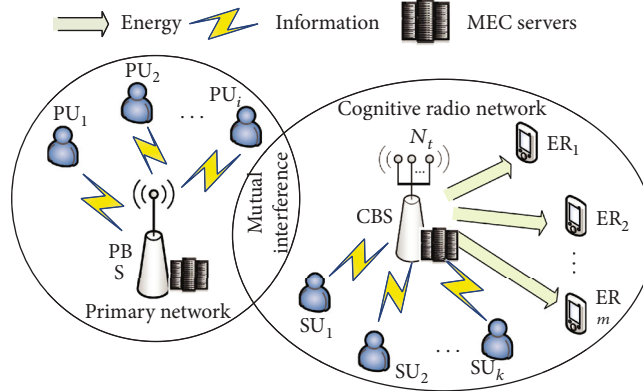 Energy
Information
MEC servers
PU1
PU2
...
PUi
PB
S
Primary network
Mutual
interference
Cognitive radio network
Nt
...
CBS
ER1
ER2
...
ER
m
SU1
SU2
...
SUk